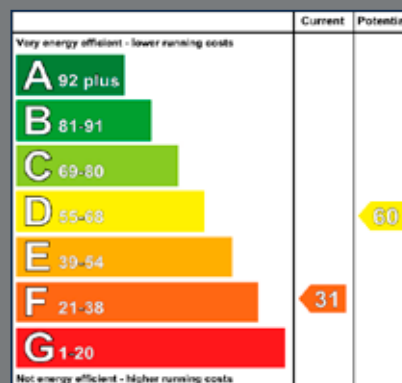 Current Potentia
Very energy efficient - lower running costs
A 92 plus
B 81-91
C 69-80
D 55-68 60
E 39-54
F 21-38 31
G 1-20
Not energy efficient - higher running costs